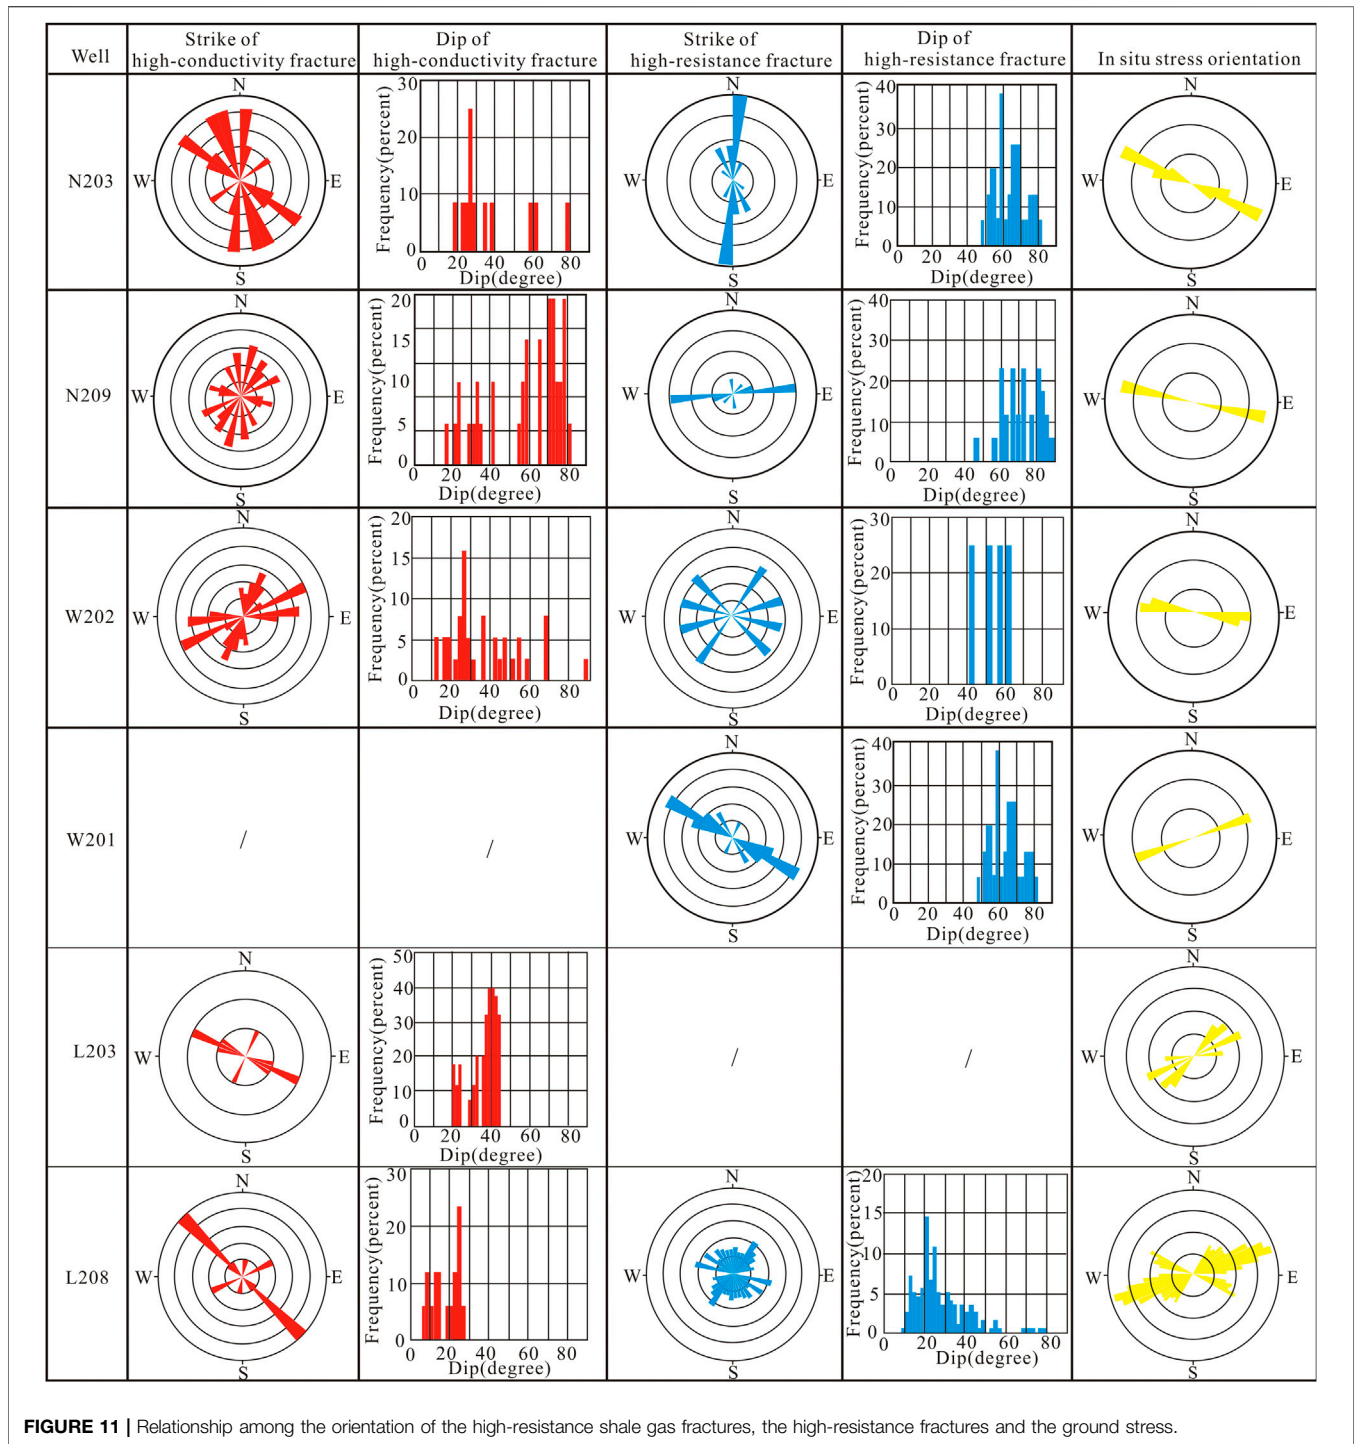 Well
Strike of
high-conductivity fracture
Dip of
high-conductivity fracture
Strike of
high-resistance fracture
Dip of
high-resistance fracture
In situ stress orientation
N203
N
W
E
S
Frequency(percent)
30
20
10
0
0 20 40 60 80
Dip(degree)
N
W
E
S
Frequency(percent)
40
30
20
10
0
0 20 40 60 80
Dip(degree)
N
W
E
S
N209
N
W
E
S
Frequency(percent)
20
15
10
5
0
0 20 40 60 80
Dip(degree)
N
W
E
S
Frequency(percent)
40
30
20
10
0
0 20 40 60 80
Dip(degree)
N
W
E
S
W202
N
W
E
S
Frequency(percent)
20
15
10
5
0
0 20 40 60 80
Dip(degree)
N
W
E
S
Frequency(percent)
30
20
10
0
0 20 40 60 80
Dip(degree)
N
W
E
S
W201
/
/
N
W
E
S
Frequency(percent)
40
30
20
10
0
0 20 40 60 80
Dip(degree)
N
W
E
S
L203
N
W
E
S
Frequency(percent)
50
40
30
20
10
0
0 20 40 60 80
Dip(degree)
/
/
N
W
E
S
L208
N
W
E
S
Frequency(percent)
30
20
10
0
0 20 40 60 80
Dip(degree)
N
W
E
S
Frequency(percent)
20
15
10
5
0
0 20 40 60 80
Dip(degree)
N
W
E
S
FIGURE 11 | Relationship among the orientation of the high-resistance shale gas fractures, the high-resistance fractures and the ground stress.